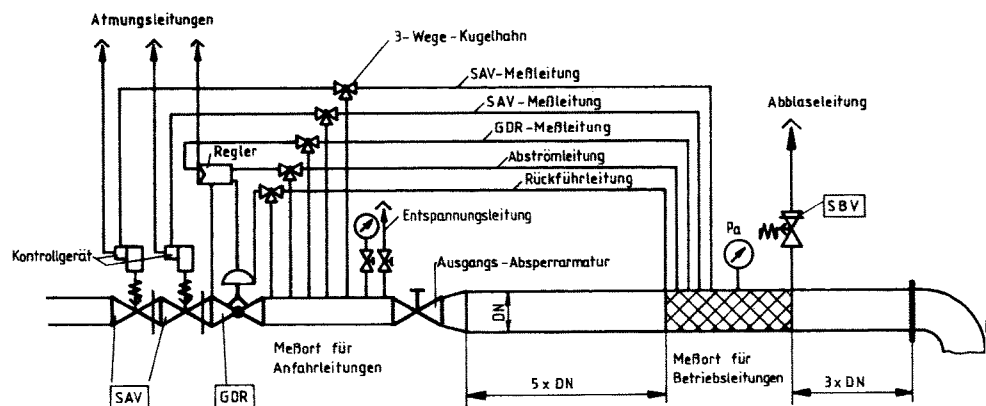 Atmungsleitungen
3-Wege-Kugelhahn
SAV-Meßleitung
SAV-Meßleitung
Abblaseleitung
GDR-Meßleitung
Regler
Abströmleitung
Rückführleitung
SBV
Entspannungsleitung
Pa
Kontrollgerät
Ausgangs-Absperrarmatur
DN
Meßort für
Anfahrleitungen
Meßort für
Betriebsleitungen
5 x DN
3 x DN
SAV
GDR